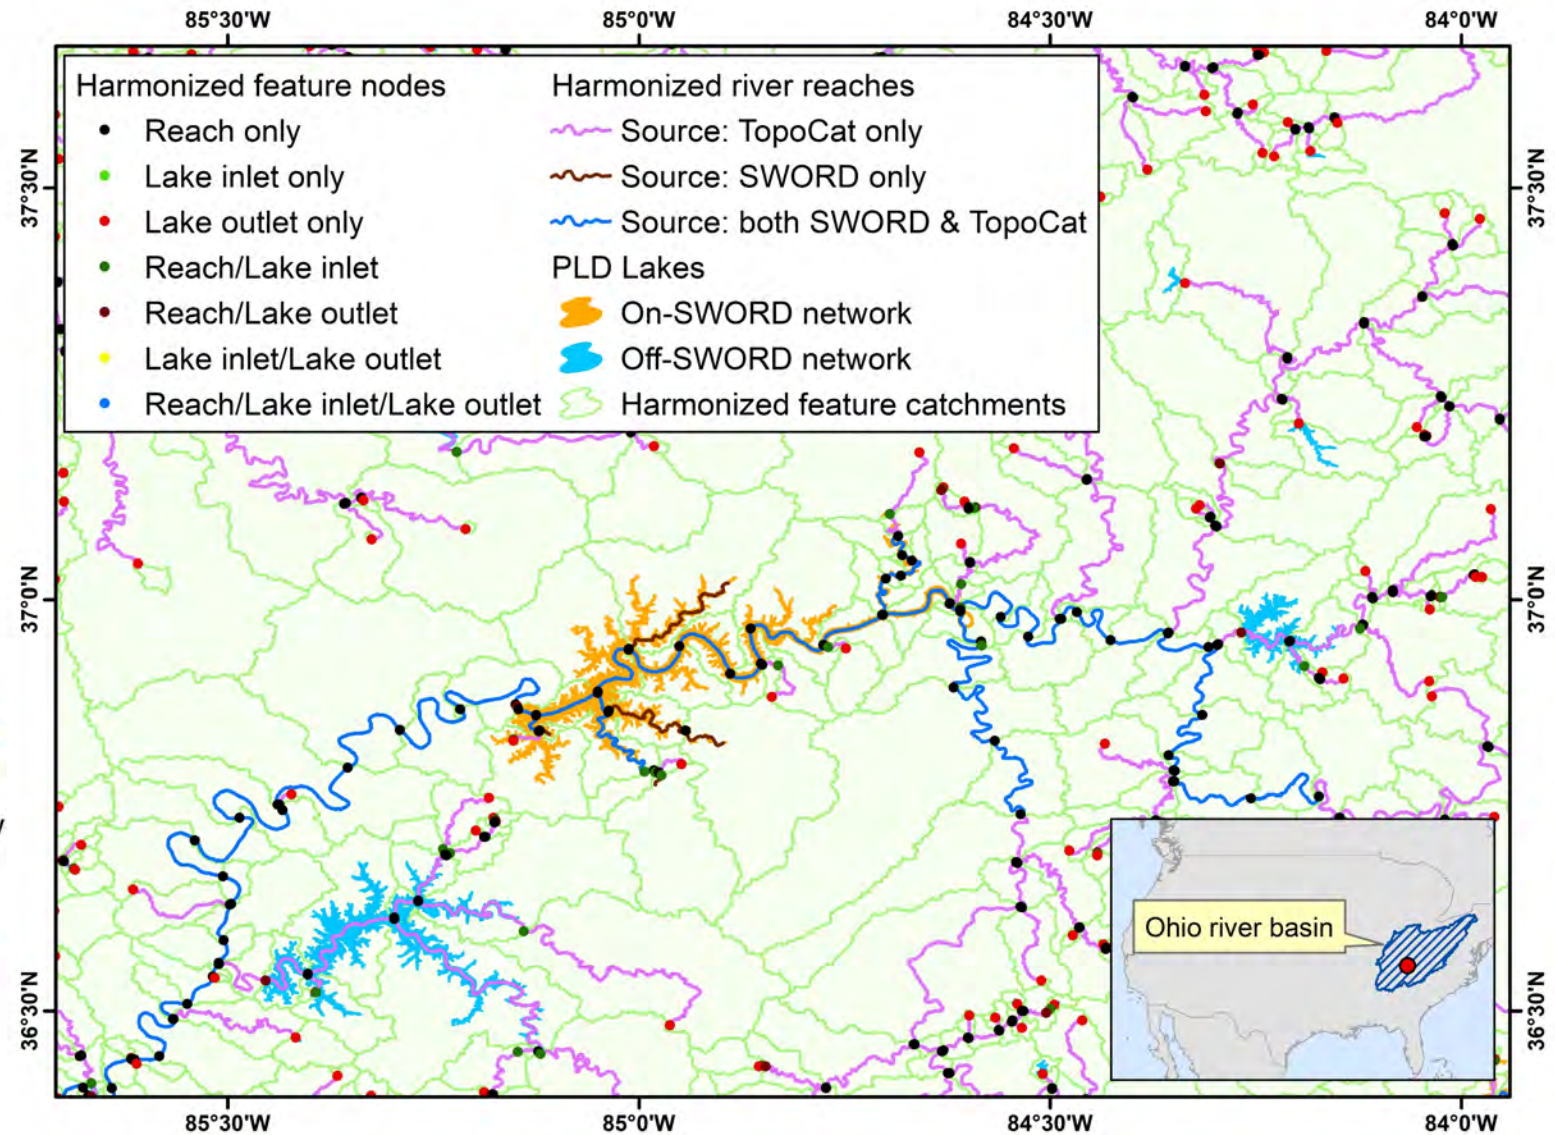 85°30'W 85°0'W 84°30'W 84°0'W
Harmonized feature nodes
Reach only
Lake inlet only
Lake outlet only
Reach/Lake inlet
Reach/Lake outlet
Lake inlet/Lake outlet
Reach/Lake inlet/Lake outlet
Harmonized river reaches
Source: TopoCat only
Source: SWORD only
Source: both SWORD & TopoCat
PLD Lakes
On-SWORD network
Off-SWORD network
Harmonized feature catchments
37°30'N
37°30'N
37°0'N
37°0'N
36°30'N
36°30'N
Ohio river basin
85°30'W 85°0'W 84°30'W 84°0'W